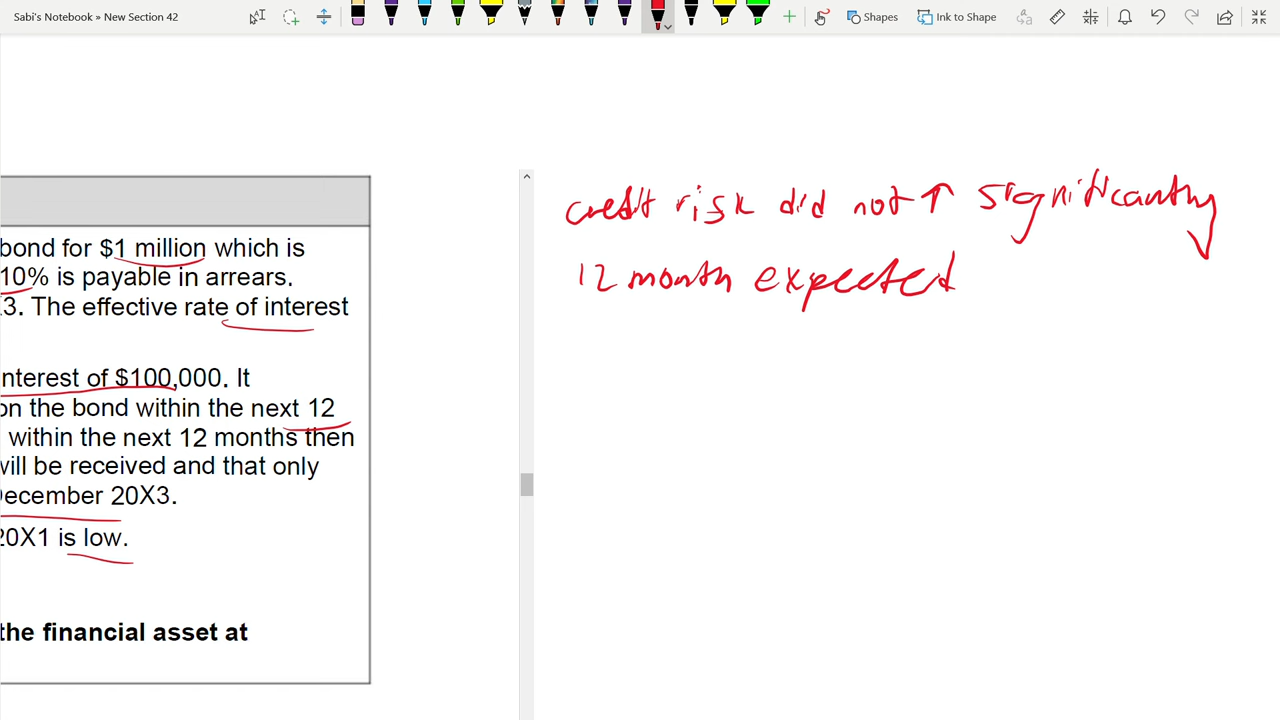 Sabi's Notebook » New Section 42
Shapes
Ink to Shape
bond for $1 million which is
10% is payable in arrears.
3. The effective rate of interest
nterest of $100,000. It
on the bond within the next 12
within the next 12 months then
will be received and that only
December 20X3.
20X1 is low.
the financial asset at
credit risk did not ↑ significantly
12 month expected